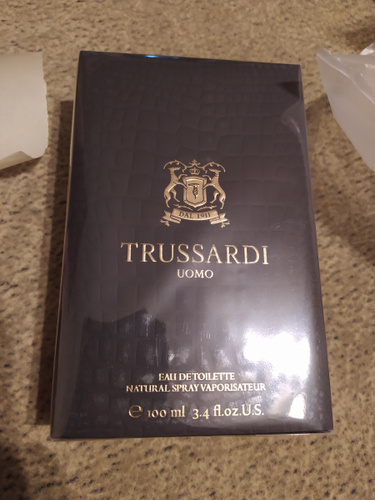 DAL 1911
TRUSSARDI
UOMO
EAU DE TOILETTE
NATURAL SPRAY VAPORISATEUR
℮ 100 ml 3.4 fl.oz.U.S.